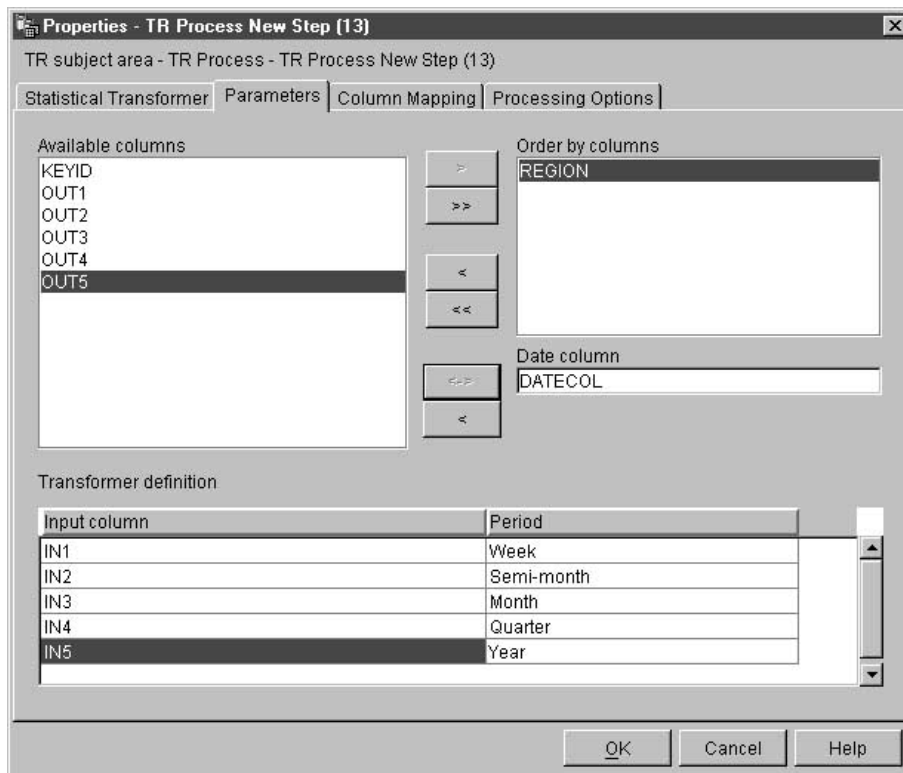 Properties - TR Process New Step (13)
TR subject area - TR Process - TR Process New Step (13)
Statistical Transformer Parameters Column Mapping Processing Options
Available columns
KEYID
OUT1
OUT2
OUT3
OUT4
OUT5
>
>>
<
<<
<->
<
Order by columns
REGION
Date column
DATECOL
Transformer definition
Input column Period
IN1 Week
IN2 Semi-month
IN3 Month
IN4 Quarter
IN5 Year
OK Cancel Help